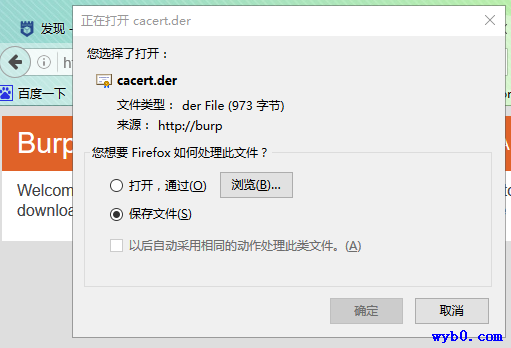 正在打开 cacert.der
发现 -
您选择了打开：
cacert.der
文件类型： der File (973 字节)
来源： http://burp
百度一下
Burp
您想要 Firefox 如何处理此文件？
Welcom
打开，通过(O)
浏览(B)...
downloa
保存文件(S)
以后自动采用相同的动作处理此类文件。(A)
确定
取消
wyb0.com